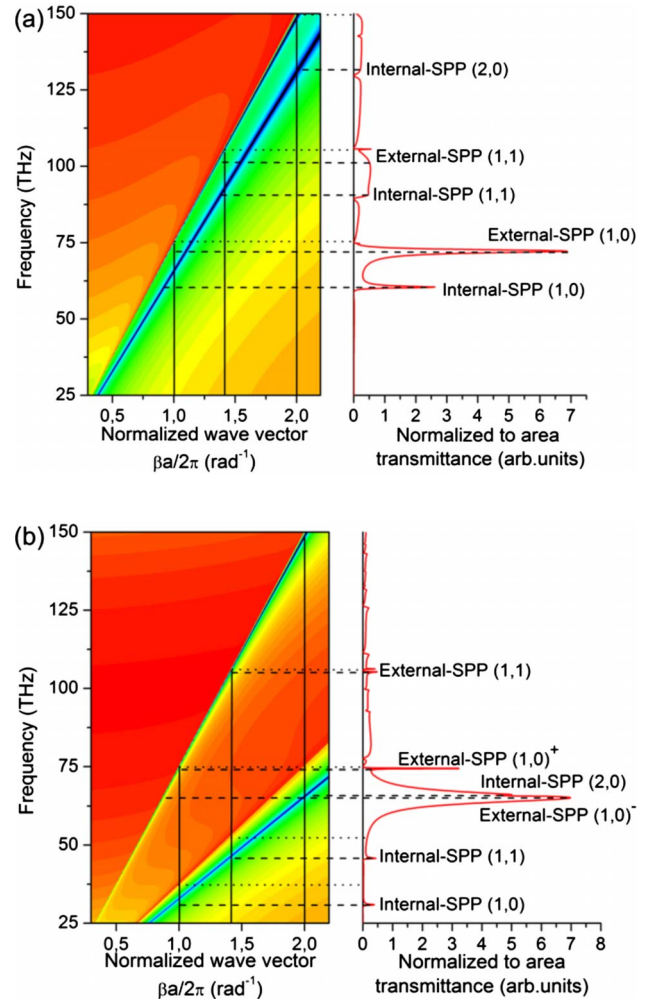 (a)
150
125
100
75
50
25
Frequency (THz)
0,5 1,0 1,5 2,0
Normalized wave vector
βa/2π (rad⁻¹)
Internal-SPP (2,0)
External-SPP (1,1)
Internal-SPP (1,1)
External-SPP (1,0)
Internal-SPP (1,0)
0 1 2 3 4 5 6 7
Normalized to area
transmittance (arb.units)
(b)
150
125
100
75
50
25
Frequency (THz)
0,5 1,0 1,5 2,0
Normalized wave vector
βa/2π (rad⁻¹)
External-SPP (1,1)
External-SPP (1,0)⁺
Internal-SPP (2,0)
External-SPP (1,0)⁻
Internal-SPP (1,1)
Internal-SPP (1,0)
0 1 2 3 4 5 6 7 8
Normalized to area
transmittance (arb.units)